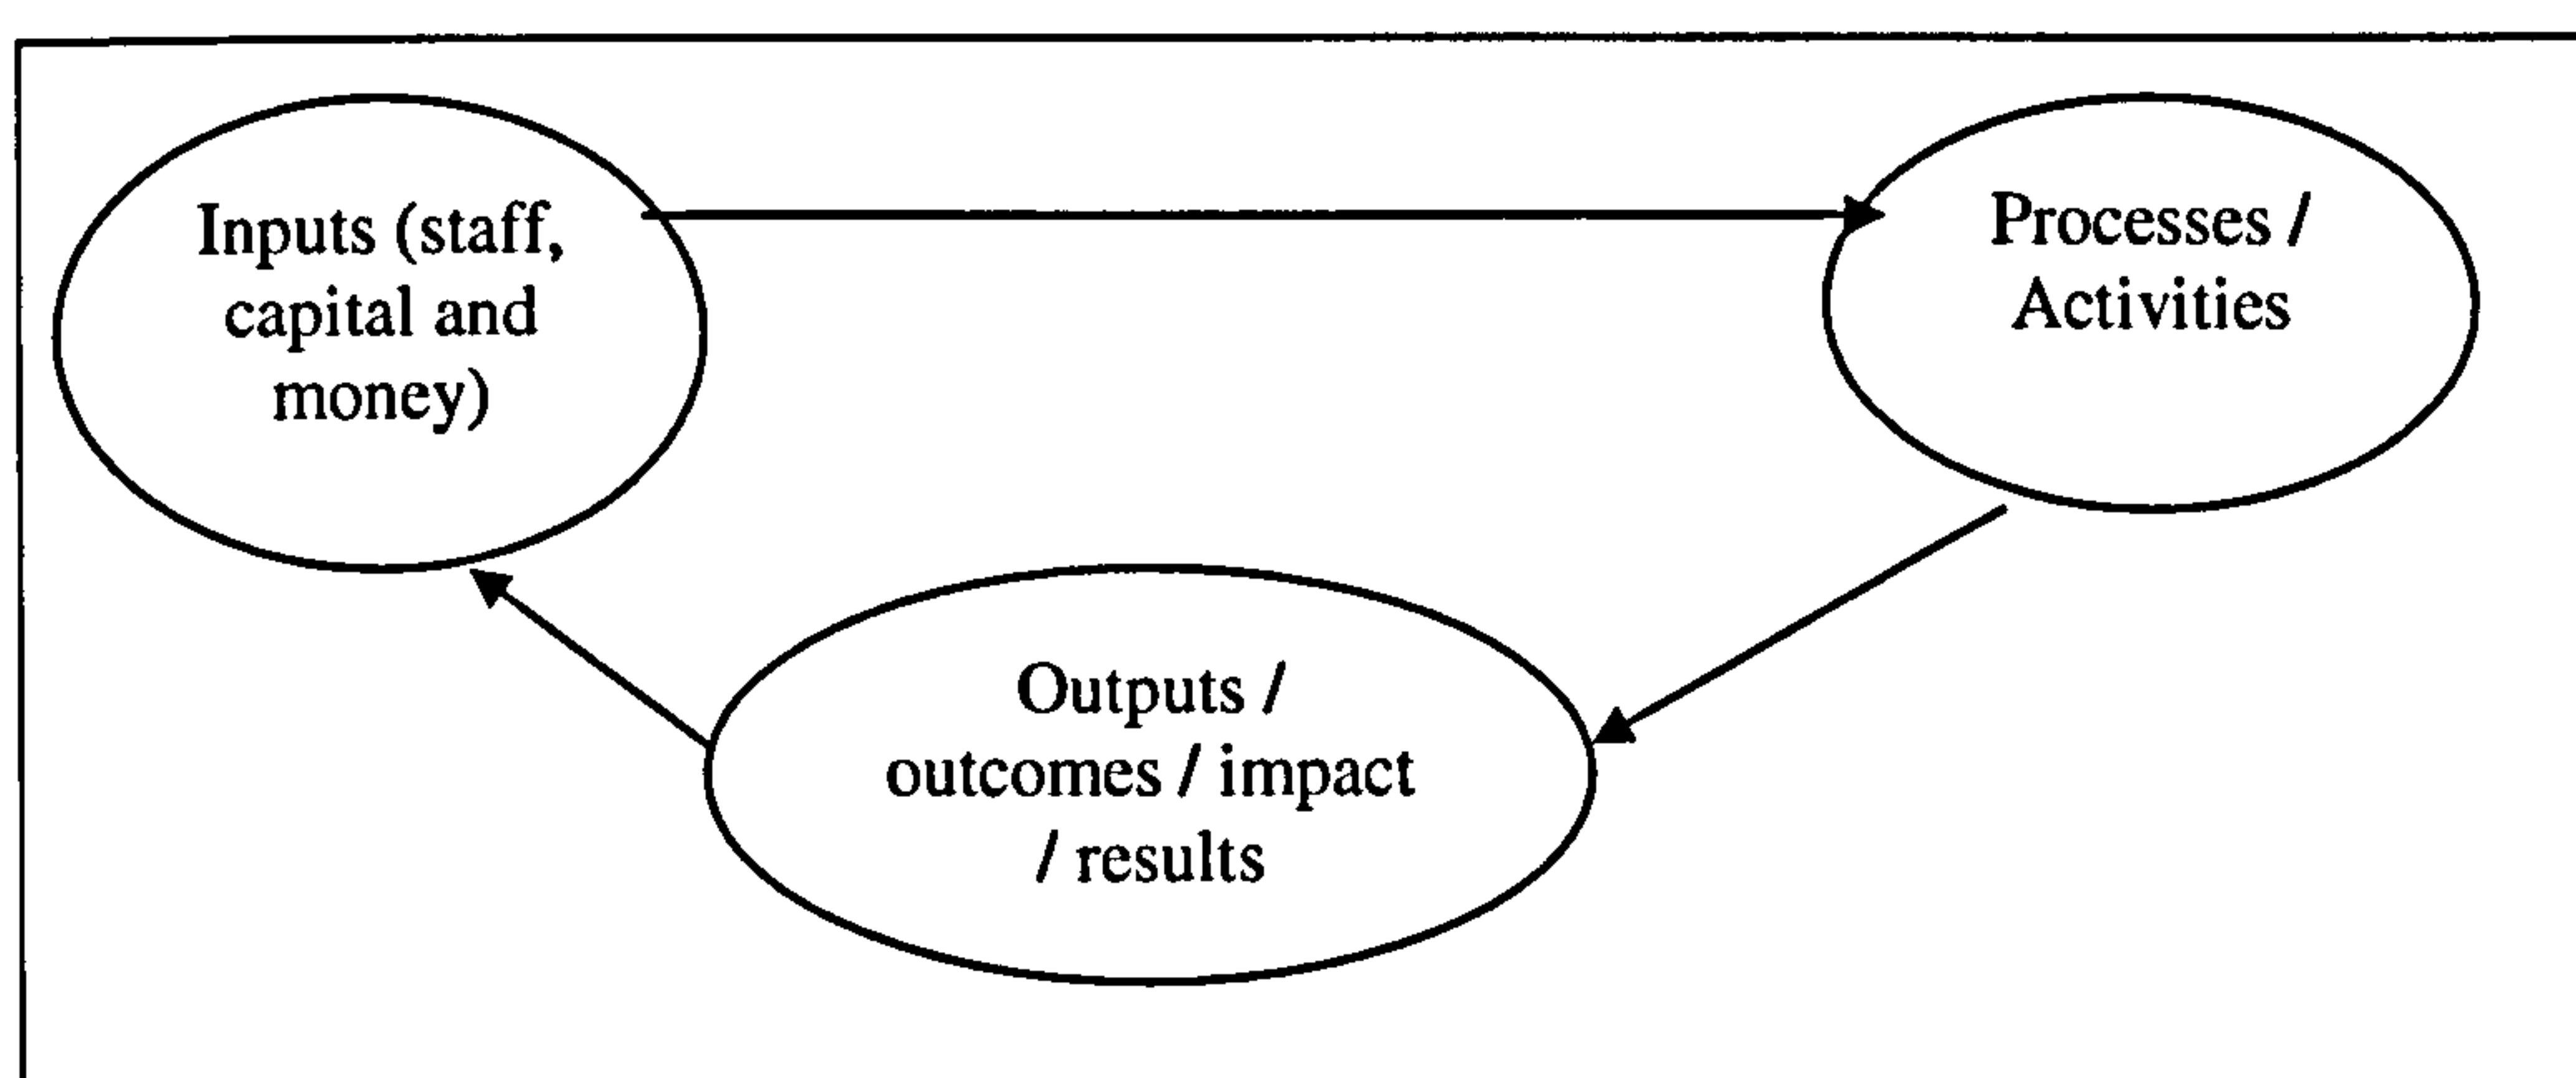 Inputs (staff,
capital and
money)
Processes /
Activities
Outputs /
outcomes / impact
/ results